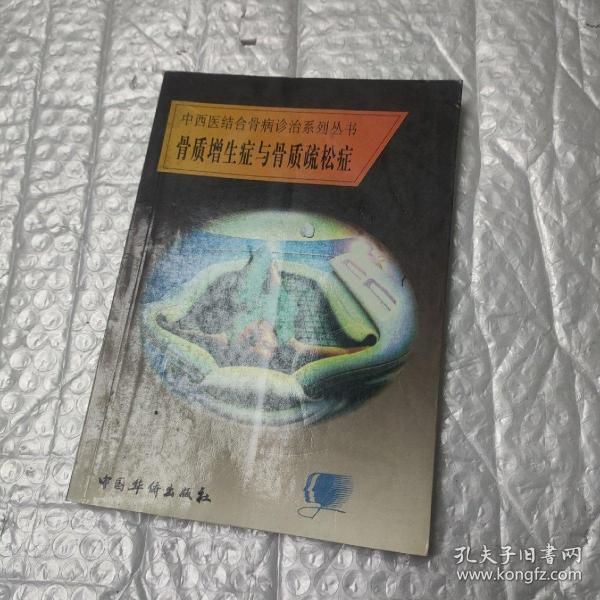 中西医结合骨病诊治系列丛书
骨质增生症与骨质疏松症
中国华侨出版社
孔夫子旧书网
www.kongfz.com